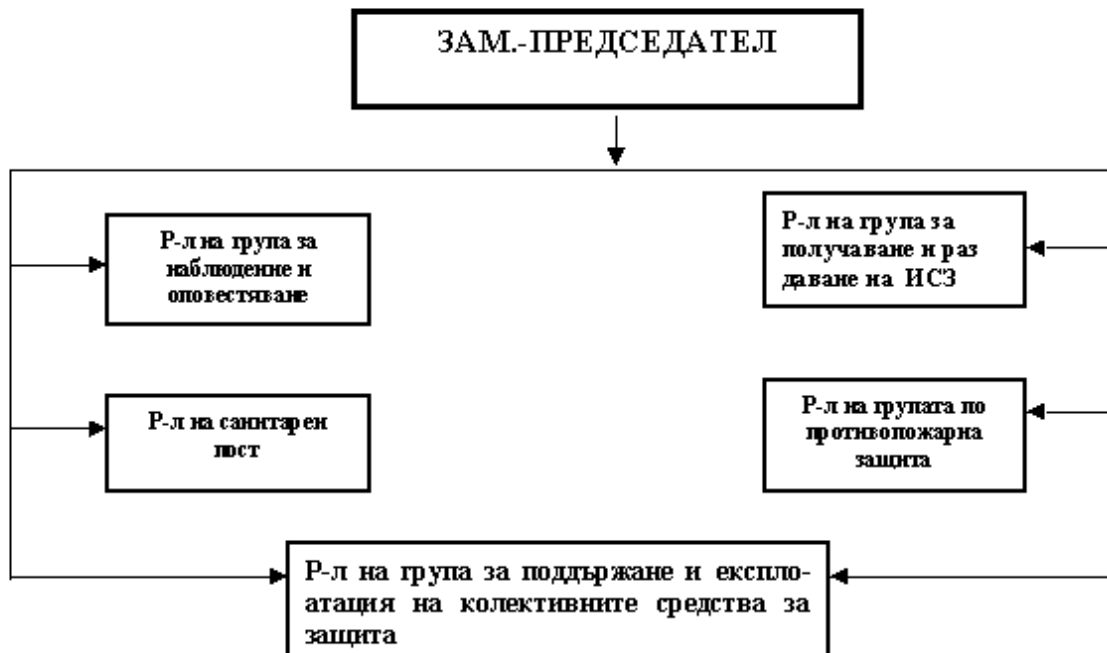 ЗАМ.-ПРЕДСЕДАТЕЛ
Р-л на група за
наблюдение и
оповестяване
Р-л на група за
получаване и раз
даване на ИСЗ
Р-л на санитарен
пост
Р-л на групата по
противопожарна
защита
Р-л на група за поддържане и експло-
атация на колективните средства за
защита